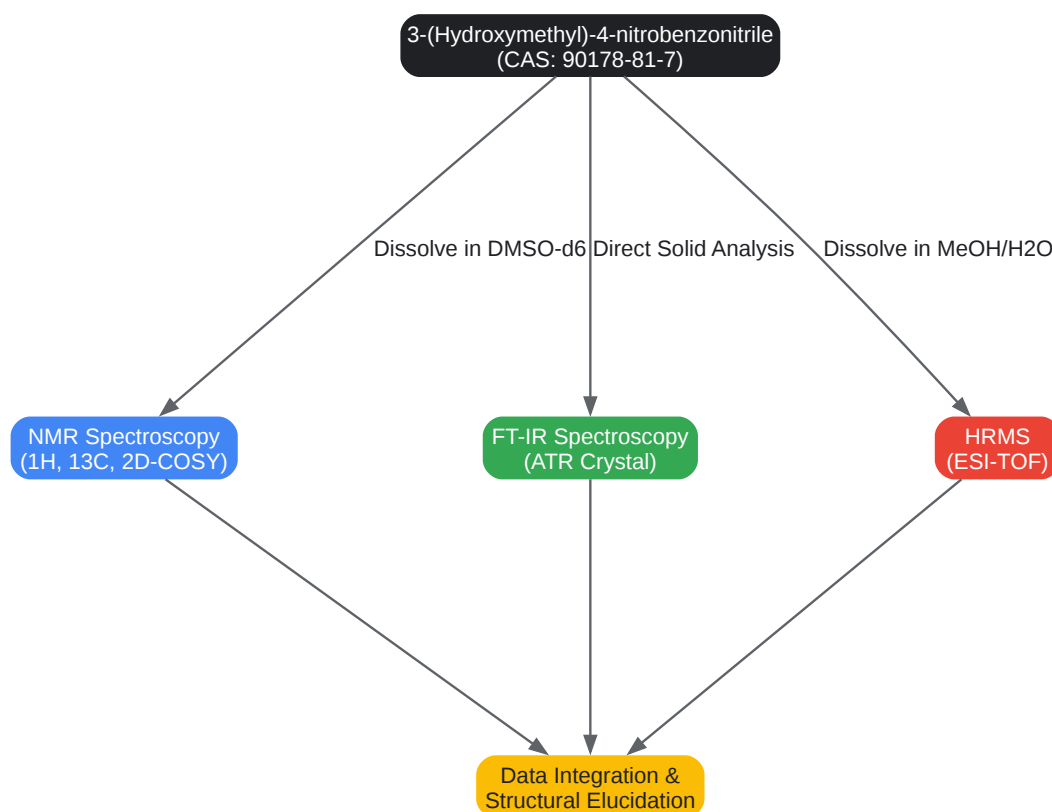 3-(Hydroxymethyl)-4-nitrobenzonitrile
(CAS: 90178-81-7)
Dissolve in DMSO-d6
Direct Solid Analysis
Dissolve in MeOH/H2O
NMR Spectroscopy
(1H, 13C, 2D-COSY)
FT-IR Spectroscopy
(ATR Crystal)
HRMS
(ESI-TOF)
Data Integration &
Structural Elucidation